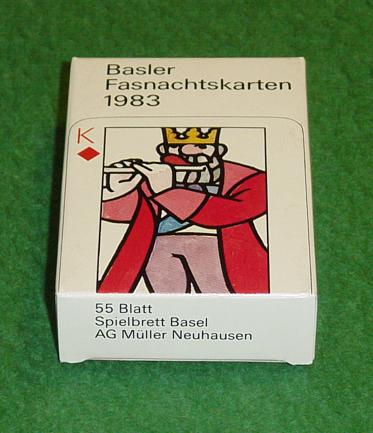 Basler
Fasnachtskarten
1983
K
55 Blatt
Spielbrett Basel
AG Müller Neuhausen